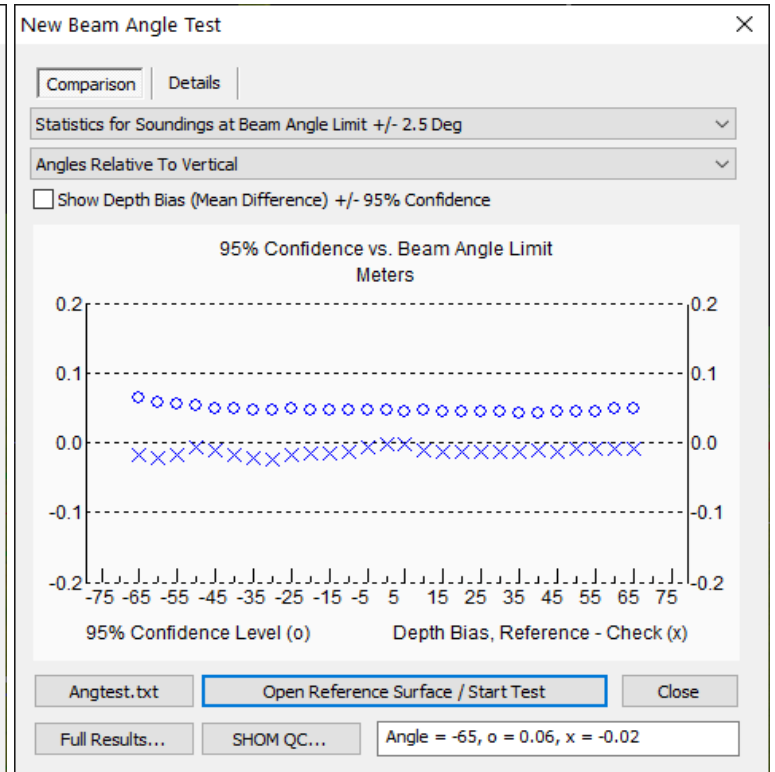 New Beam Angle Test
Comparison Details
Statistics for Soundings at Beam Angle Limit +/- 2.5 Deg
Angles Relative To Vertical
Show Depth Bias (Mean Difference) +/- 95% Confidence
95% Confidence vs. Beam Angle Limit
Meters
0.2 0.2
0.1 0.1
0.0 0.0
-0.1 -0.1
-0.2 -0.2
-75 -65 -55 -45 -35 -25 -15 -5 5 15 25 35 45 55 65 75
95% Confidence Level (o) Depth Bias, Reference - Check (x)
Angtest.txt Open Reference Surface / Start Test Close
Full Results... SHOM QC... Angle = -65, o = 0.06, x = -0.02